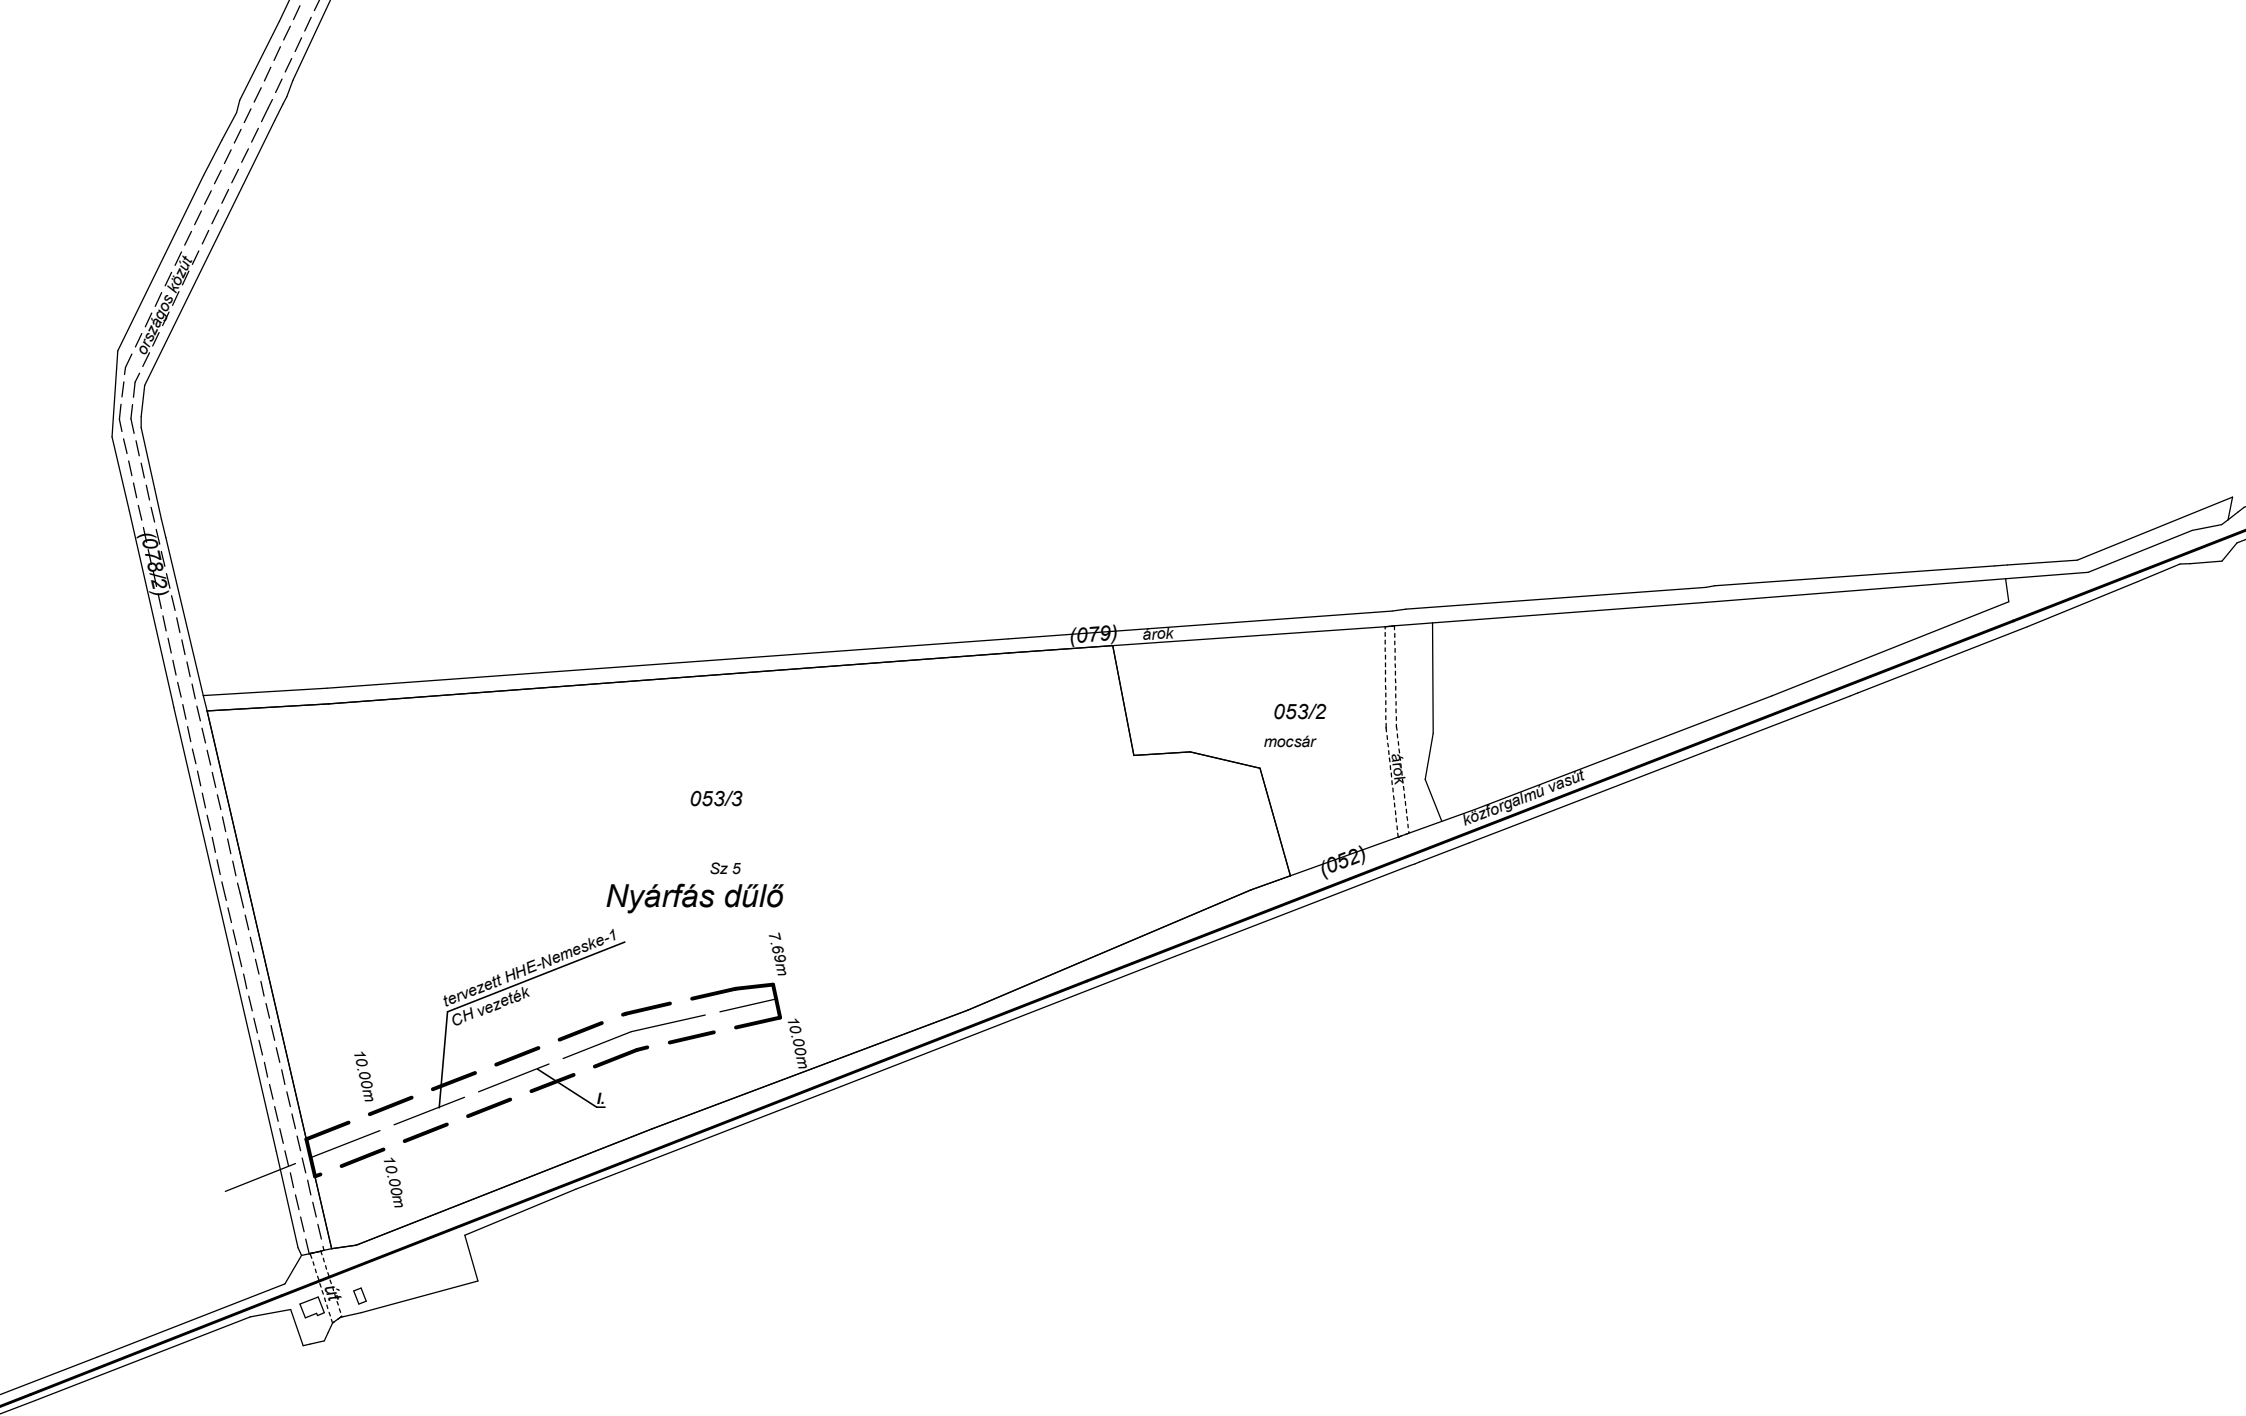 országos közút
(078/2)
(079)
árok
053/2
mocsár
árok
053/3
közforgalmú vasút
(052)
Sz 5
Nyárfás dűlő
tervezett HHE-Nemeske-1
CH vezeték
7.69m
10.00m
10.00m
I.
10.00m
út